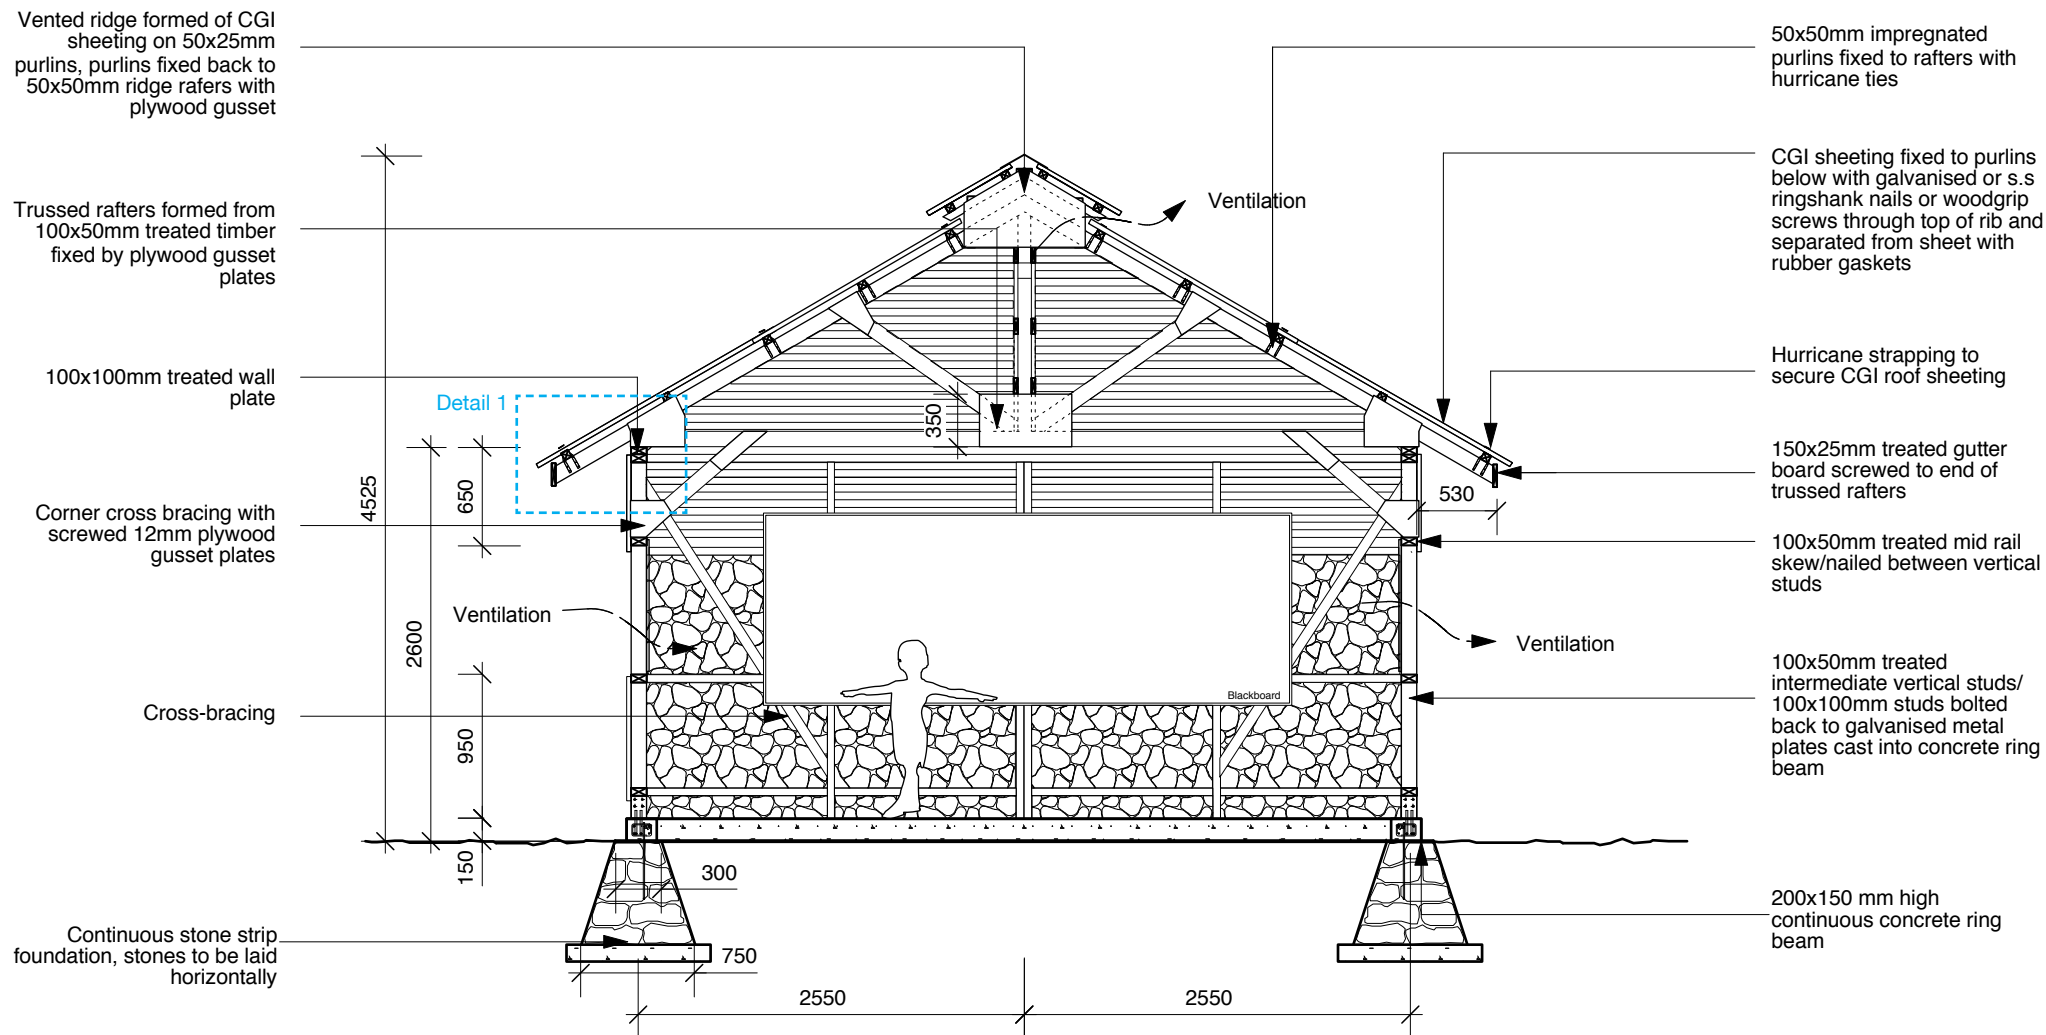 Vented ridge formed of CGI
sheeting on 50x25mm
purlins, purlins fixed back to
50x50mm ridge rafers with
plywood gusset
Trussed rafters formed from
100x50mm treated timber
fixed by plywood gusset
plates
100x100mm treated wall
plate
Corner cross bracing with
screwed 12mm plywood
gusset plates
Cross-bracing
Continuous stone strip
foundation, stones to be laid
horizontally
4525
2600
650
950
150
Detail 1
Ventilation
350
Ventilation
Blackboard
530
Ventilation
300
750
2550
2550
50x50mm impregnated
purlins fixed to rafters with
hurricane ties
CGI sheeting fixed to purlins
below with galvanised or s.s
ringshank nails or woodgrip
screws through top of rib and
separated from sheet with
rubber gaskets
Hurricane strapping to
secure CGI roof sheeting
150x25mm treated gutter
board screwed to end of
trussed rafters
100x50mm treated mid rail
skew/nailed between vertical
studs
100x50mm treated
intermediate vertical studs/
100x100mm studs bolted
back to galvanised metal
plates cast into concrete ring
beam
200x150 mm high
continuous concrete ring
beam